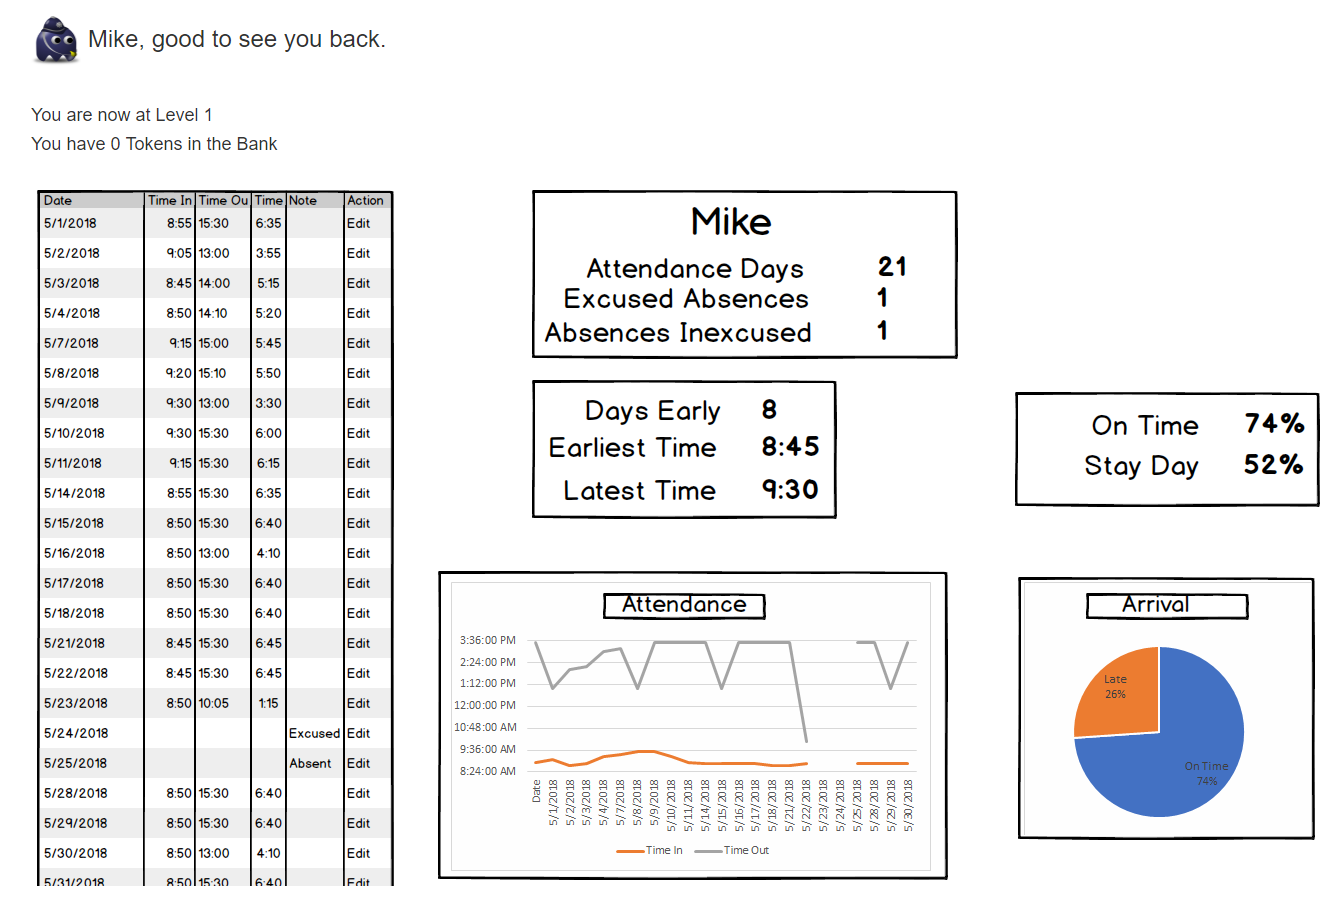 Mike, good to see you back.
You are now at Level 1
You have 0 Tokens in the Bank
Date Time In Time Ou Time Note Action
5/1/2018 8:55 15:30 6:35 Edit
5/2/2018 9:05 13:00 3:55 Edit
5/3/2018 8:45 14:00 5:15 Edit
5/4/2018 8:50 14:10 5:20 Edit
5/7/2018 9:15 15:00 5:45 Edit
5/8/2018 9:20 15:10 5:50 Edit
5/9/2018 9:30 13:00 3:30 Edit
5/10/2018 9:30 15:30 6:00 Edit
5/11/2018 9:15 15:30 6:15 Edit
5/14/2018 8:55 15:30 6:35 Edit
5/15/2018 8:50 15:30 6:40 Edit
5/16/2018 8:50 13:00 4:10 Edit
5/17/2018 8:50 15:30 6:40 Edit
5/18/2018 8:50 15:30 6:40 Edit
5/21/2018 8:45 15:30 6:45 Edit
5/22/2018 8:45 15:30 6:45 Edit
5/23/2018 8:50 10:05 1:15 Edit
5/24/2018 Excused Edit
5/25/2018 Absent Edit
5/28/2018 8:50 15:30 6:40 Edit
5/29/2018 8:50 15:30 6:40 Edit
5/30/2018 8:50 13:00 4:10 Edit
5/31/2018 8:50 15:30 6:40 Edit
Mike
Attendance Days 21
Excused Absences 1
Absences Inexcused 1
Days Early 8
Earliest Time 8:45
Latest Time 9:30
On Time 74%
Stay Day 52%
Attendance
3:36:00 PM
2:24:00 PM
1:12:00 PM
12:00:00 PM
10:48:00 AM
9:36:00 AM
8:24:00 AM
Date
5/1/2018
5/2/2018
5/3/2018
5/4/2018
5/7/2018
5/8/2018
5/9/2018
5/10/2018
5/11/2018
5/14/2018
5/15/2018
5/16/2018
5/17/2018
5/18/2018
5/21/2018
5/22/2018
5/23/2018
5/24/2018
5/25/2018
5/28/2018
5/29/2018
5/30/2018
Time In Time Out
Arrival
Late
26%
On Time
74%